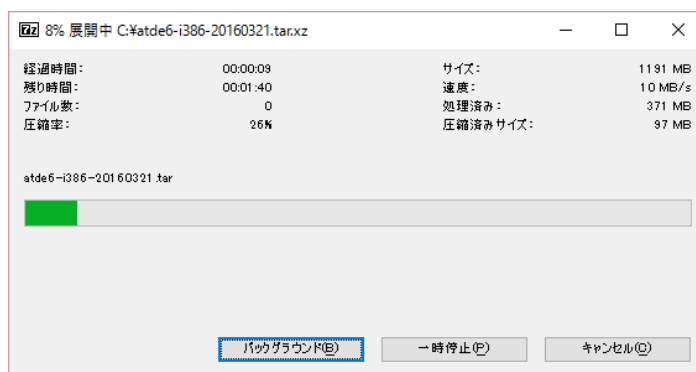 7z 8% 展開中 C:¥atde6-i386-20160321.tar.xz
経過時間: 00:00:09 サイズ: 1191 MB
残り時間: 00:01:40 速度: 10 MB/s
ファイル数: 0 処理済み: 371 MB
圧縮率: 26% 圧縮済みサイズ: 97 MB
atde6-i386-20160321.tar
バックグラウンド(B) 一時停止(P) キャンセル(C)